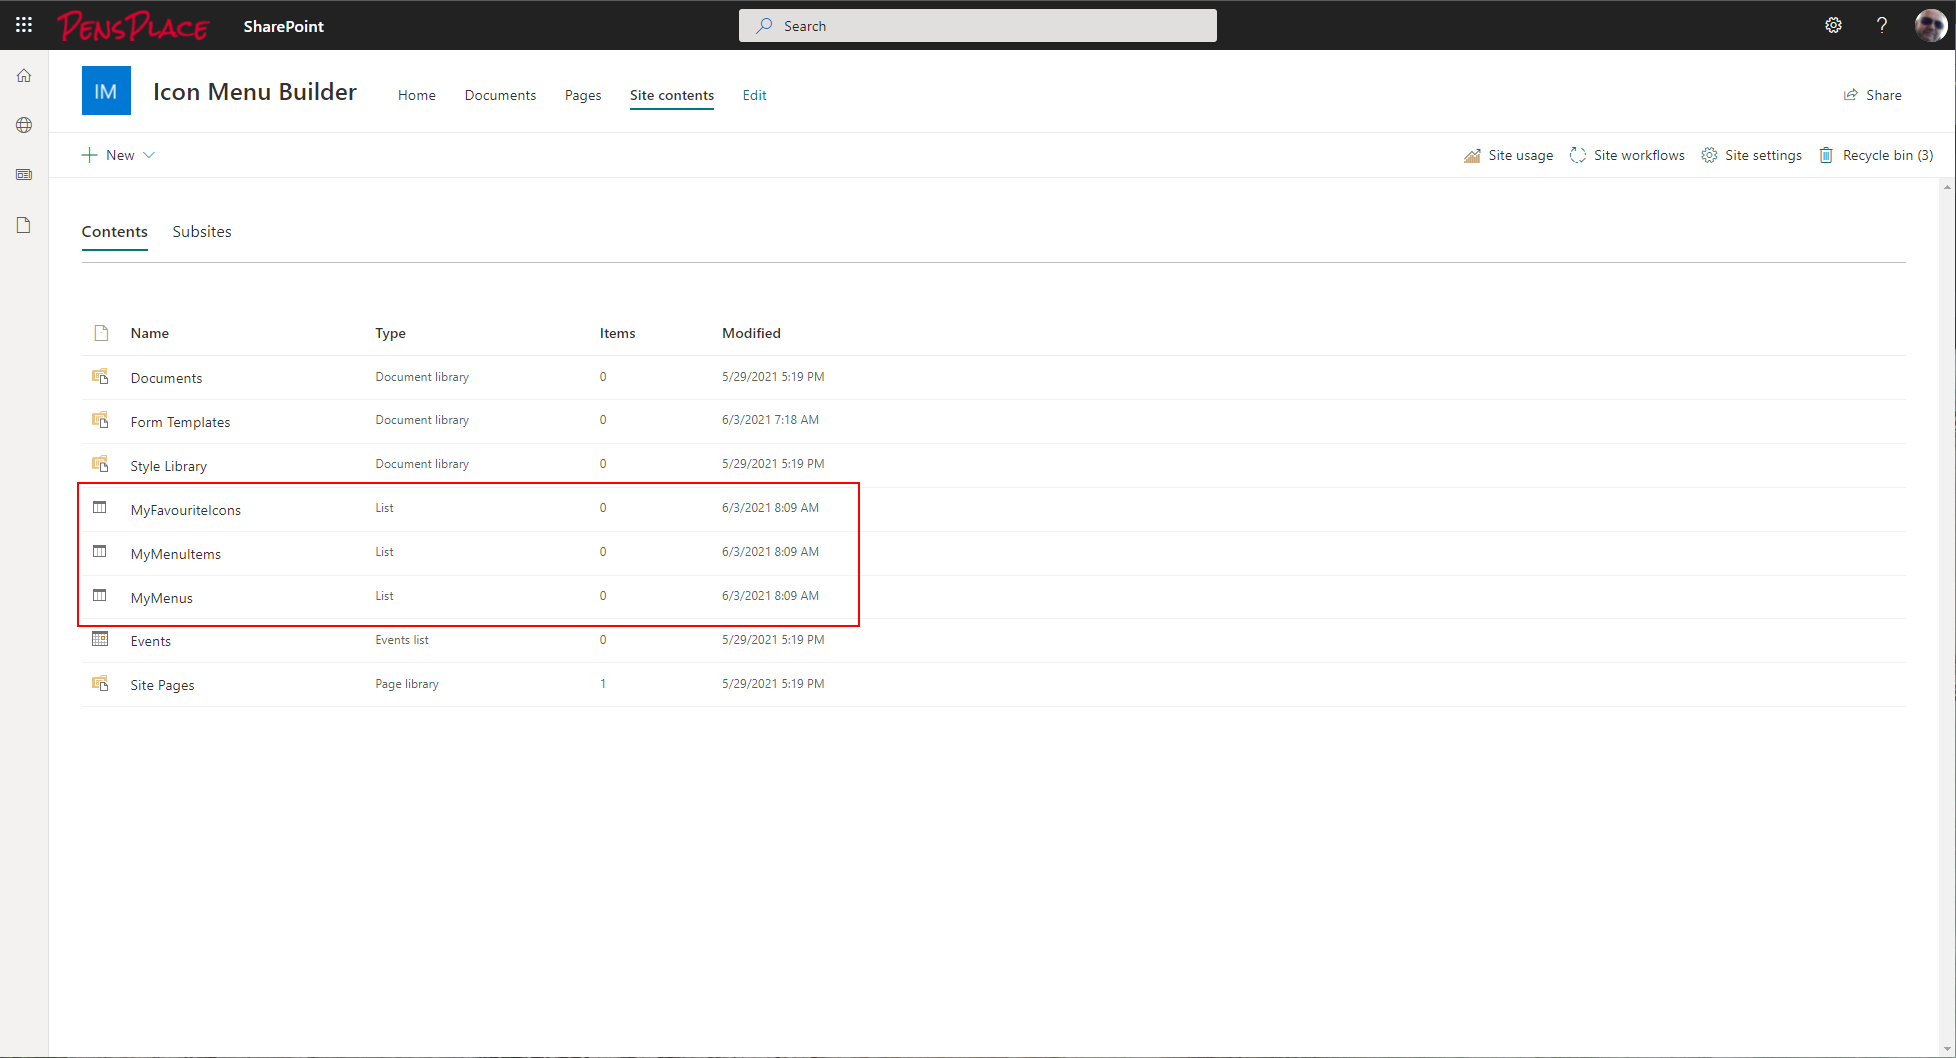 PENSPLACE SharePoint Search ?
IM Icon Menu Builder Home Documents Pages Site contents Edit Share
New Site usage Site workflows Site settings Recycle bin (3)
Contents Subsites
Name Type Items Modified
Documents Document library 0 5/29/2021 5:19 PM
Form Templates Document library 0 6/3/2021 7:18 AM
Style Library Document library 0 5/29/2021 5:19 PM
MyFavouriteIcons List 0 6/3/2021 8:09 AM
MyMenuItems List 0 6/3/2021 8:09 AM
MyMenus List 0 6/3/2021 8:09 AM
Events Events list 0 5/29/2021 5:19 PM
Site Pages Page library 1 5/29/2021 5:19 PM